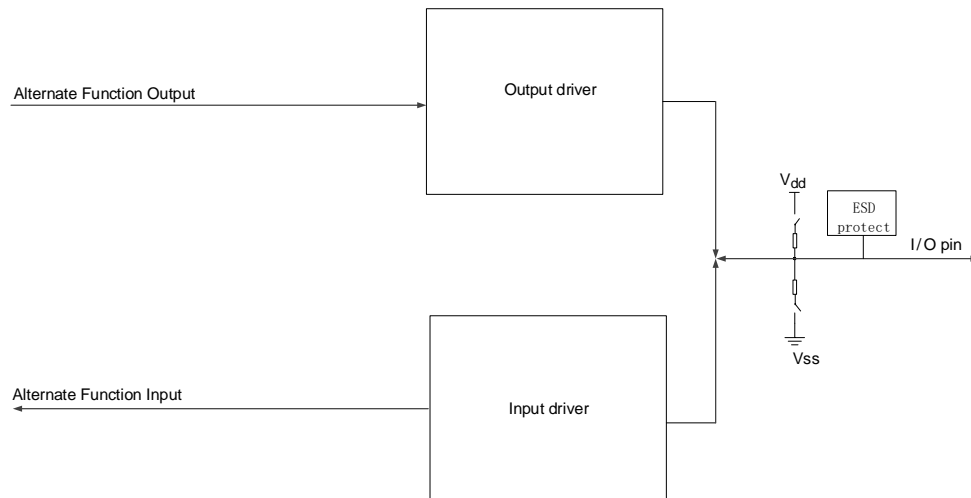 Alternate Function Output
Output driver
Vdd
ESD
protect
I/O pin
Vss
Alternate Function Input
Input driver